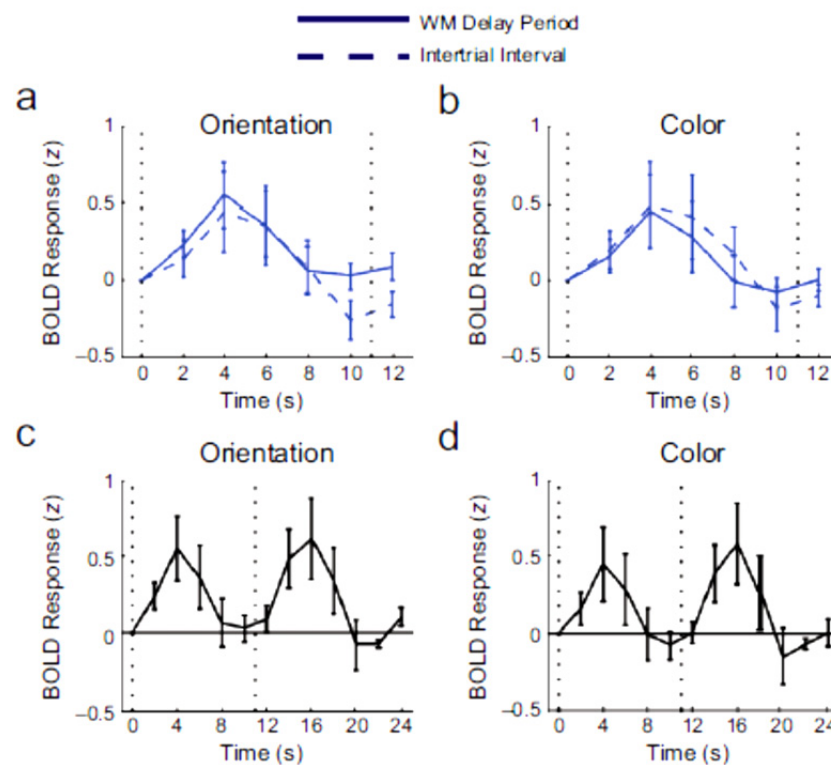 WM Delay Period
Intertrial Interval
a
Orientation
BOLD Response (z)
1
0.5
0
–0.5
0 2 4 6 8 10 12
Time (s)
b
Color
BOLD Response (z)
1
0.5
0
–0.5
0 2 4 6 8 10 12
Time (s)
c
Orientation
BOLD Response (z)
1
0.5
0
–0.5
0 4 8 12 16 20 24
Time (s)
d
Color
BOLD Response (z)
1
0.5
0
–0.5
0 4 8 12 16 20 24
Time (s)